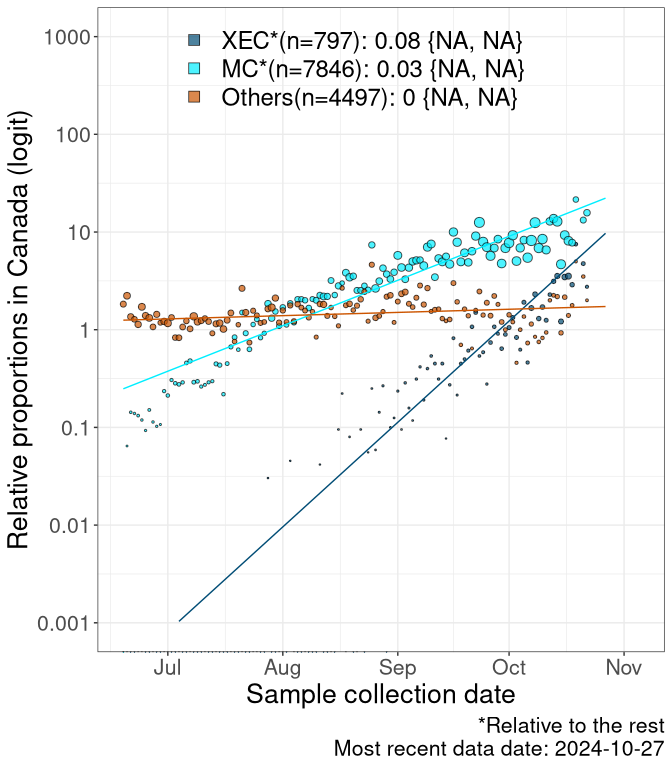 XEC*(n=797): 0.08 {NA, NA}
MC*(n=7846): 0.03 {NA, NA}
Others(n=4497): 0 {NA, NA}
Relative proportions in Canada (logit)
1000
100
10
1
0.1
0.01
0.001
Jul Aug Sep Oct Nov
Sample collection date
*Relative to the rest
Most recent data date: 2024-10-27